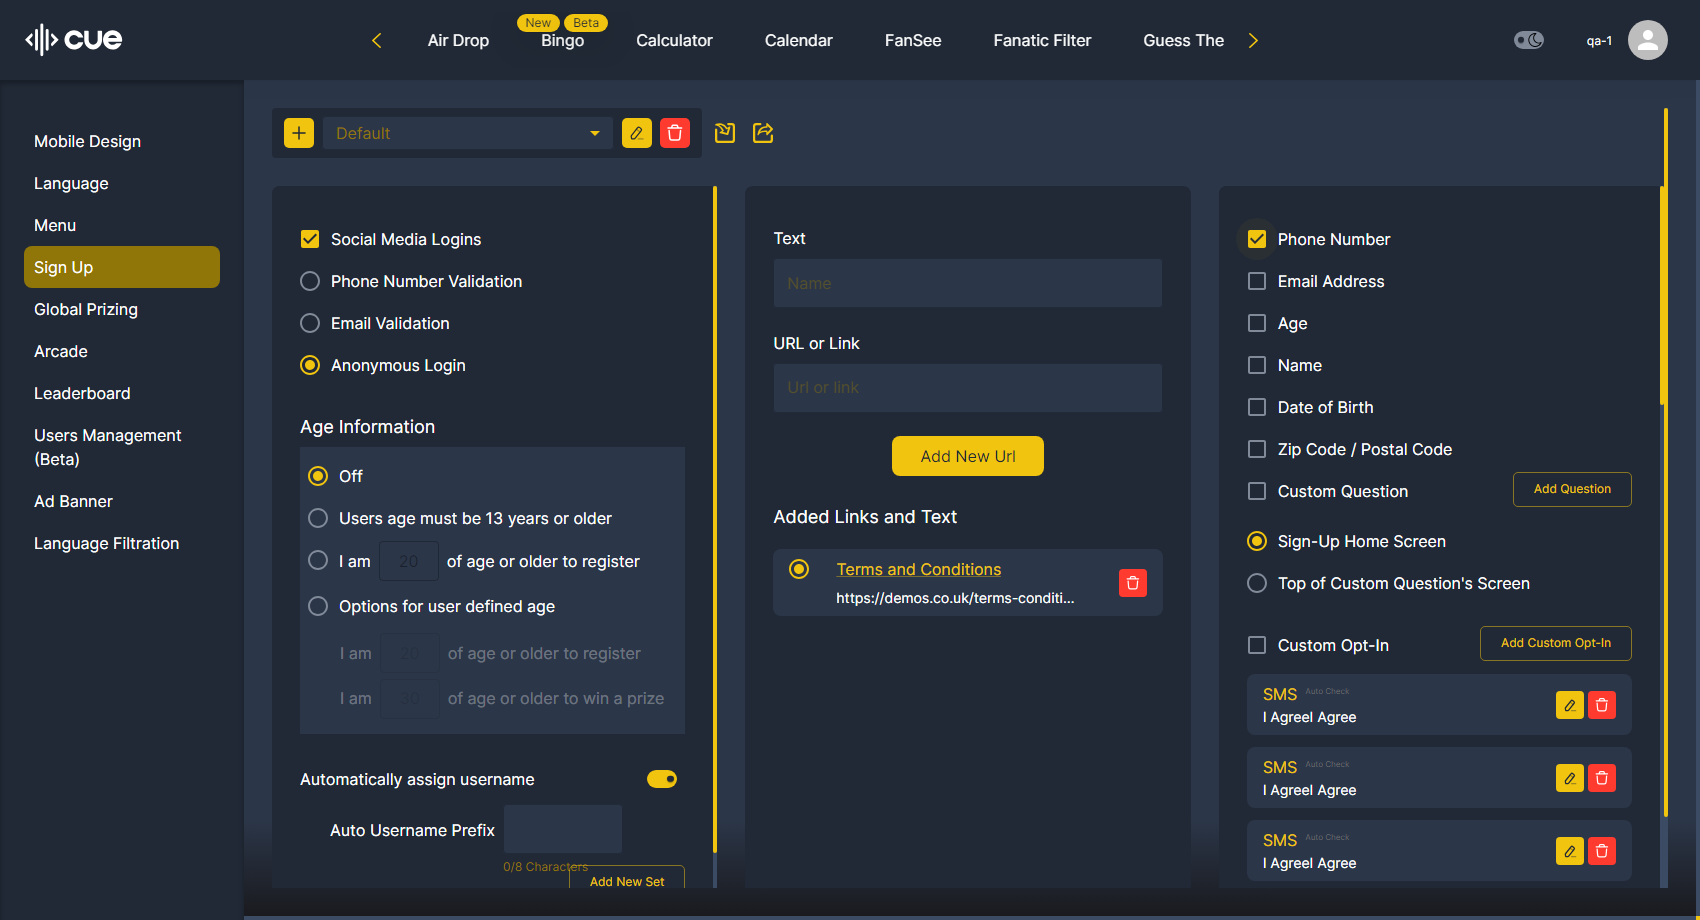 cue
Air Drop
New
Beta
Bingo
Calculator
Calendar
FanSee
Fanatic Filter
Guess The
qa-1
Mobile Design
Language
Menu
Sign Up
Global Prizing
Arcade
Leaderboard
Users Management
(Beta)
Ad Banner
Language Filtration
Default
Social Media Logins
Phone Number Validation
Email Validation
Anonymous Login
Age Information
Off
Users age must be 13 years or older
I am 20 of age or older to register
Options for user defined age
I am 20 of age or older to register
I am 30 of age or older to win a prize
Automatically assign username
Auto Username Prefix
0/8 Characters
Add New Set
Text
Name
URL or Link
Url or link
Add New Url
Added Links and Text
Terms and Conditions
https://demos.co.uk/terms-conditi...
Phone Number
Email Address
Age
Name
Date of Birth
Zip Code / Postal Code
Custom Question
Add Question
Sign-Up Home Screen
Top of Custom Question's Screen
Custom Opt-In
Add Custom Opt-In
SMS Auto Check
I AgreeI Agree
SMS Auto Check
I AgreeI Agree
SMS Auto Check
I AgreeI Agree